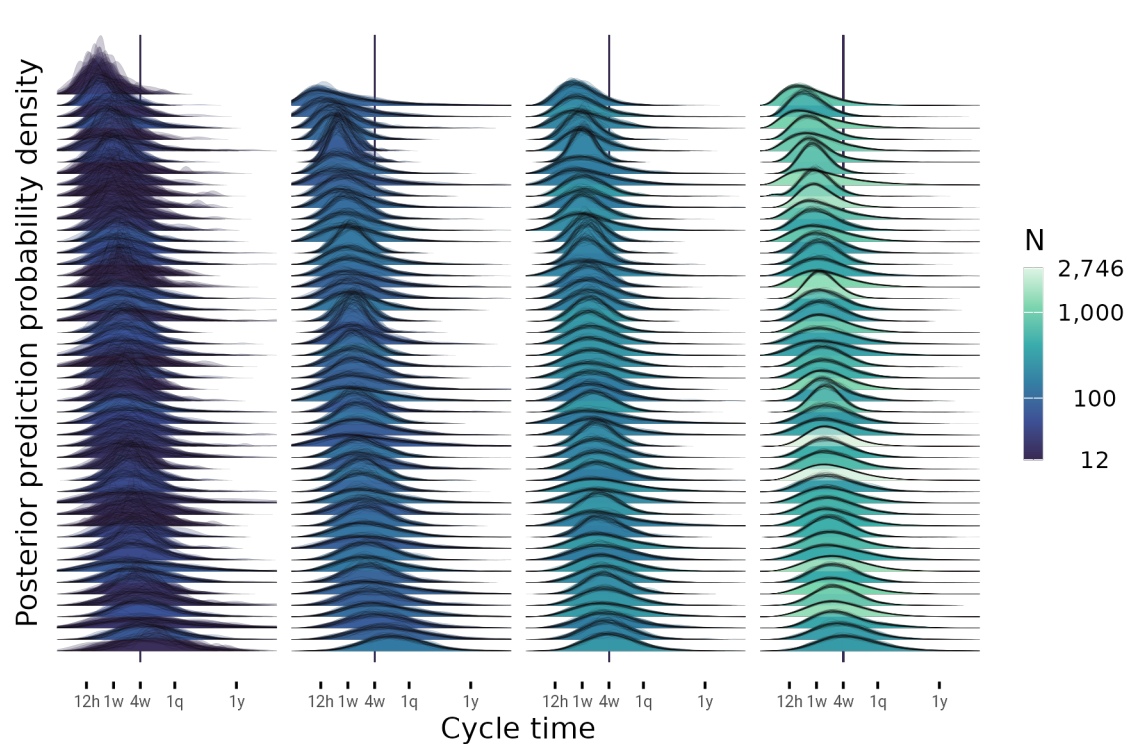 Posterior prediction probability density
N
2,746
1,000
100
12
12h 1w 4w 1q 1y
12h 1w 4w 1q 1y
12h 1w 4w 1q 1y
12h 1w 4w 1q 1y
Cycle time